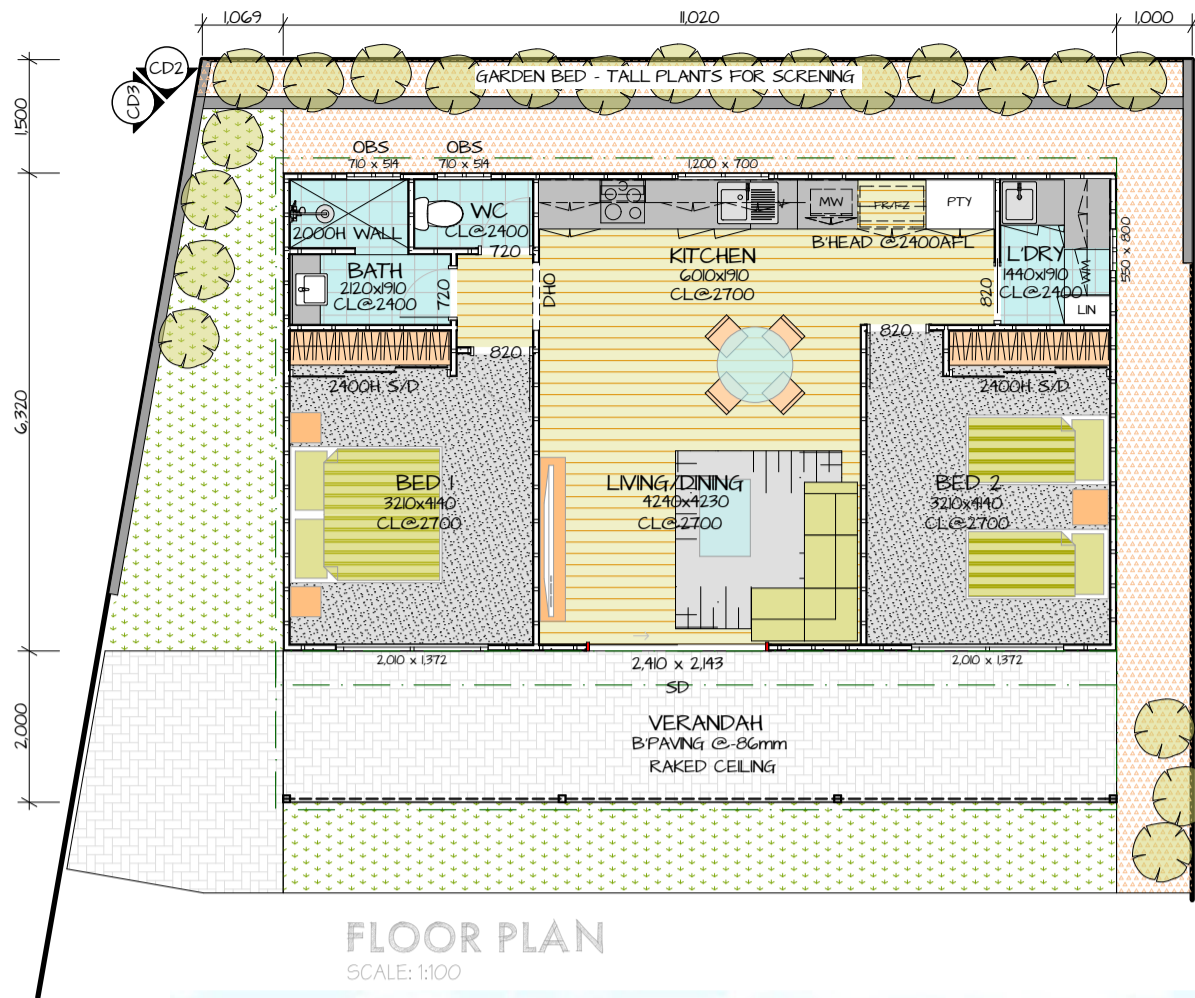 1,069
11,020
1,000
CD2
CD3
GARDEN BED - TALL PLANTS FOR SCRENING
1,500
OBS
710 x 514
OBS
710 x 514
1,200 x 700
2000H WALL
WC
CL@2400
720
MW
FR/FZ
PTY
B'HEAD @2400AFL
KITCHEN
6010x1910
CL@2700
L'DRY
1440x1910
CL@2400
WM
LIN
550 x 800
BATH
2120x1910
CL@2400
720
DHO
820
820
820
2400H S/D
2400H S/D
6,320
BED 1
3210x4140
CL@2700
LIVING/DINING
4240x4230
CL@2700
BED 2
3210x4140
CL@2700
2,010 x 1,372
2,410 x 2,143
SD
2,010 x 1,372
2,000
VERANDAH
B'PAVING @-86mm
RAKED CEILING
FLOOR PLAN
SCALE: 1:100